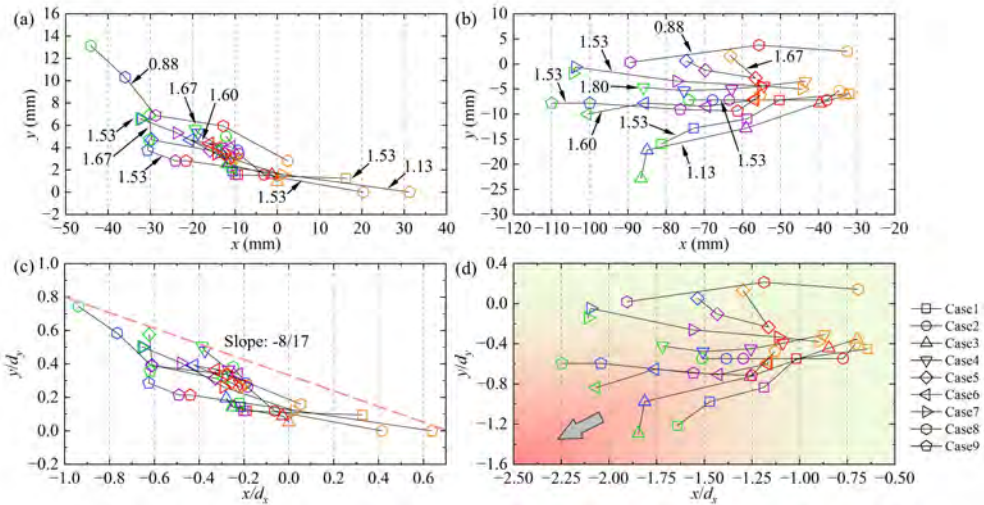 (a)
16
14
12
10
8
6
4
2
0
−2
y (mm)
0.88
1.67
1.60
1.53
1.67
1.53
1.53
1.13
1.53
−50 −40 −30 −20 −10 0 10 20 30 40
x (mm)
(b)
10
5
0
−5
−10
−15
−20
−25
−30
y (mm)
0.88
1.53
1.67
1.53
1.80
1.60
1.53
1.53
1.13
−120 −110 −100 −90 −80 −70 −60 −50 −40 −30 −20
x (mm)
(c)
1.0
0.8
0.6
0.4
0.2
0.0
−0.2
y/dy
Slope: -8/17
−1.0 −0.8 −0.6 −0.4 −0.2 0.0 0.2 0.4 0.6
x/dx
(d)
0.4
0.0
−0.4
−0.8
−1.2
−1.6
y/dy
−2.50 −2.25 −2.00 −1.75 −1.50 −1.25 −1.00 −0.75 −0.50
x/dx
Case1
Case2
Case3
Case4
Case5
Case6
Case7
Case8
Case9